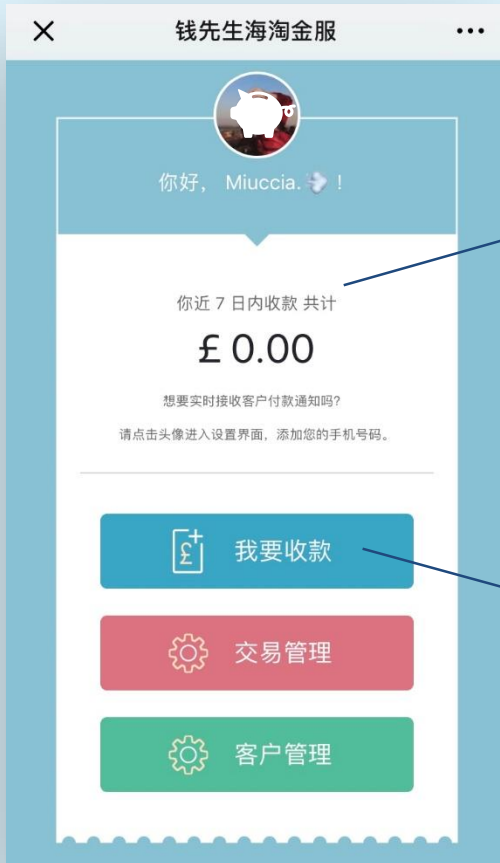 钱先生海淘金服
你好， Miuccia. 🕊️ !
你近 7 日内收款 共计
£ 0.00
想要实时接收客户付款通知吗?
请点击头像进入设置界面，添加您的手机号码。
£
我要收款
交易管理
客户管理